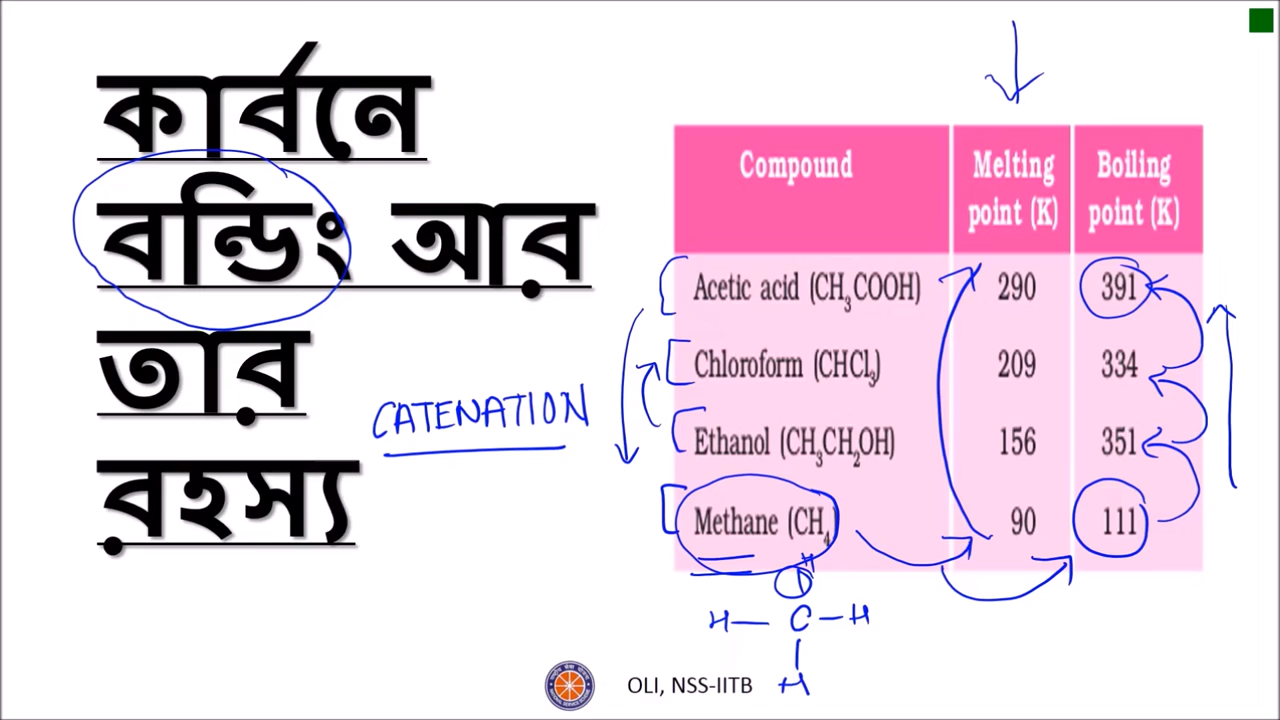 কার্বনে
বন্ডিং আর
তার
রহস্য
CATENATION
Compound Melting point (K) Boiling point (K)
Acetic acid (CH₃COOH) 290 391
Chloroform (CHCl₃) 209 334
Ethanol (CH₃CH₂OH) 156 351
Methane (CH₄) 90 111
H
H — C — H
H
OLI, NSS-IITB